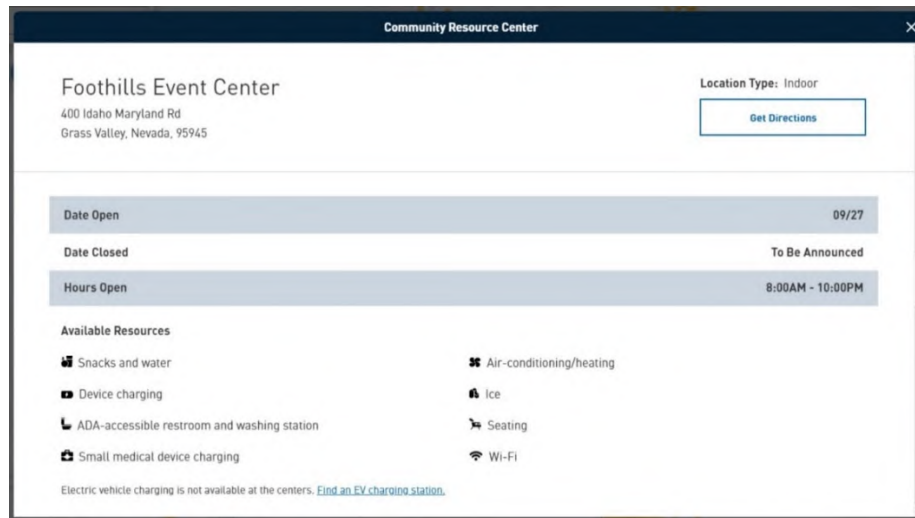 Community Resource Center
Foothills Event Center
400 Idaho Maryland Rd
Grass Valley, Nevada, 95945
Location Type: Indoor
Get Directions
Date Open 09/27
Date Closed To Be Announced
Hours Open 8:00AM - 10:00PM
Available Resources
Snacks and water
Air-conditioning/heating
Device charging
Ice
ADA-accessible restroom and washing station
Seating
Small medical device charging
Wi-Fi
Electric vehicle charging is not available at the centers. Find an EV charging station.